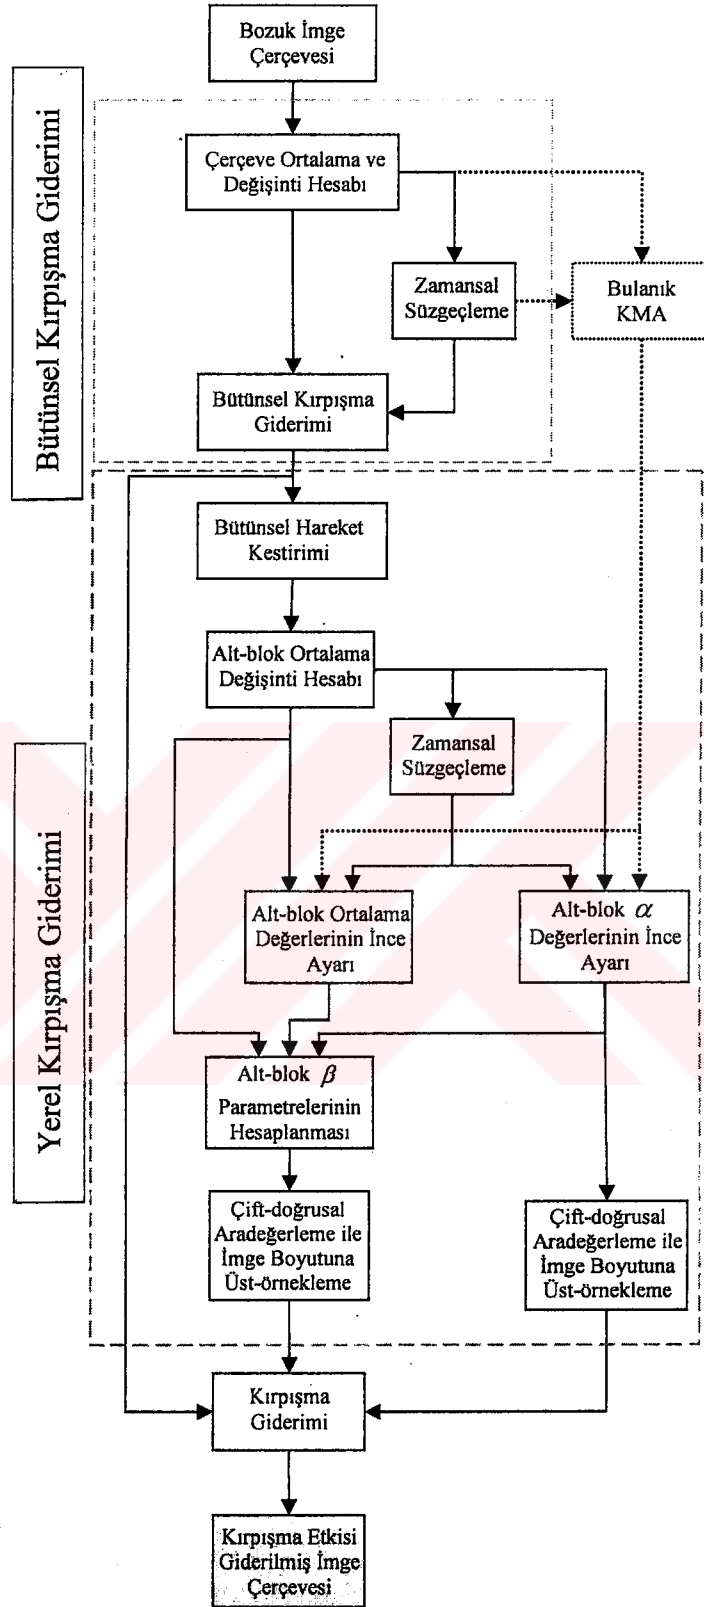 Bozuk İmge
Çerçevesi
Bütünsel Kırpışma Giderimi
Çerçeve Ortalama ve
Değişinti Hesabı
Zamansal
Süzgeçleme
Bulanık
KMA
Bütünsel Kırpışma
Giderimi
Yerel Kırpışma Giderimi
Bütünsel Hareket
Kestirimi
Alt-blok Ortalama
Değişinti Hesabı
Zamansal
Süzgeçleme
Alt-blok Ortalama
Değerlerinin İnce
Ayarı
Alt-blok α
Değerlerinin İnce
Ayarı
Alt-blok β
Parametrelerinin
Hesaplanması
Çift-doğrusal
Aradeğerleme ile
İmge Boyutuna
Üst-örnekleme
Çift-doğrusal
Aradeğerleme ile
İmge Boyutuna
Üst-örnekleme
Kırpışma
Giderimi
Kırpışma Etkisi
Giderilmiş İmge
Çerçevesi